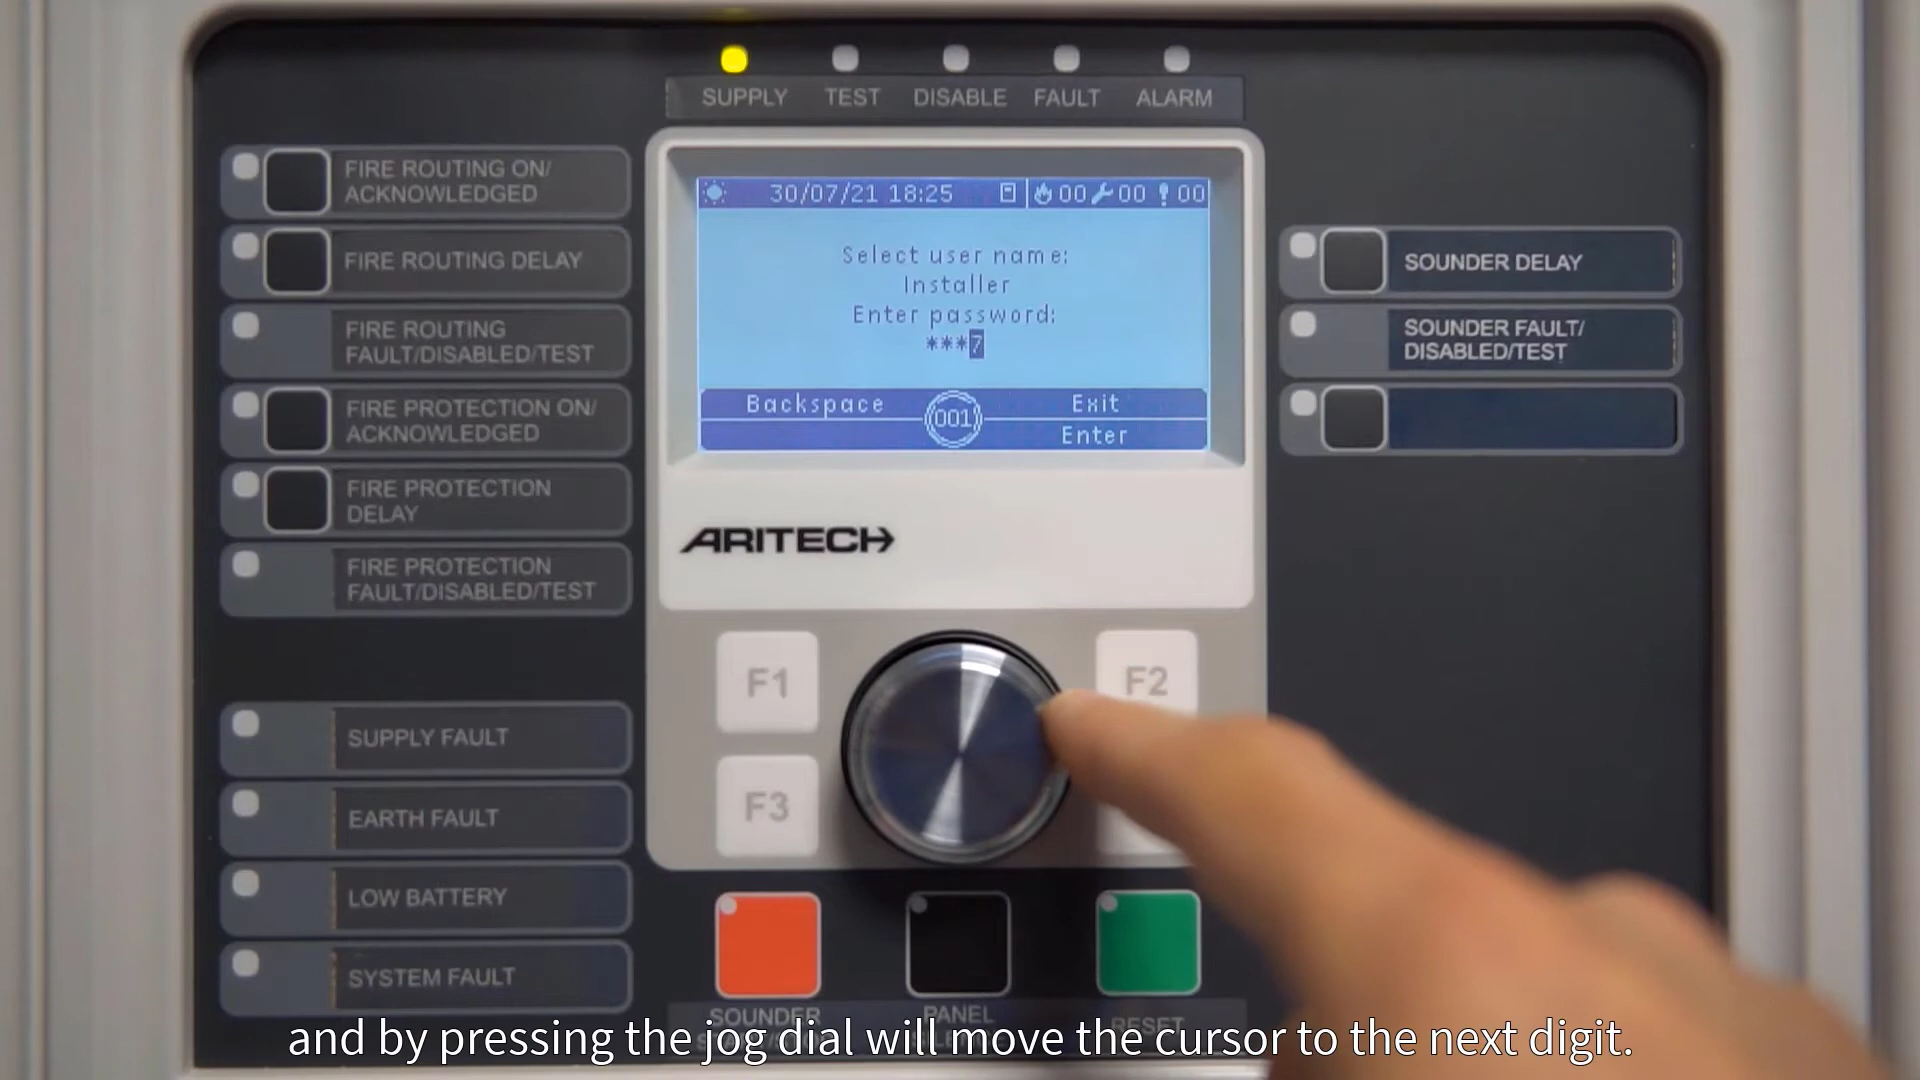 SUPPLY TEST DISABLE FAULT ALARM
FIRE ROUTING ON/
ACKNOWLEDGED
FIRE ROUTING DELAY
FIRE ROUTING
FAULT/DISABLED/TEST
FIRE PROTECTION ON/
ACKNOWLEDGED
FIRE PROTECTION
DELAY
FIRE PROTECTION
FAULT/DISABLED/TEST
SUPPLY FAULT
EARTH FAULT
LOW BATTERY
SYSTEM FAULT
30/07/21 18:25 00 00 00
Select user name:
Installer
Enter password:
***7
Backspace Exit
001
Enter
ARITECH
F1 F2
F3
SOUNDER DELAY
SOUNDER FAULT/
DISABLED/TEST
SOUNDER PANEL RESET
and by pressing the jog dial will move the cursor to the next digit.